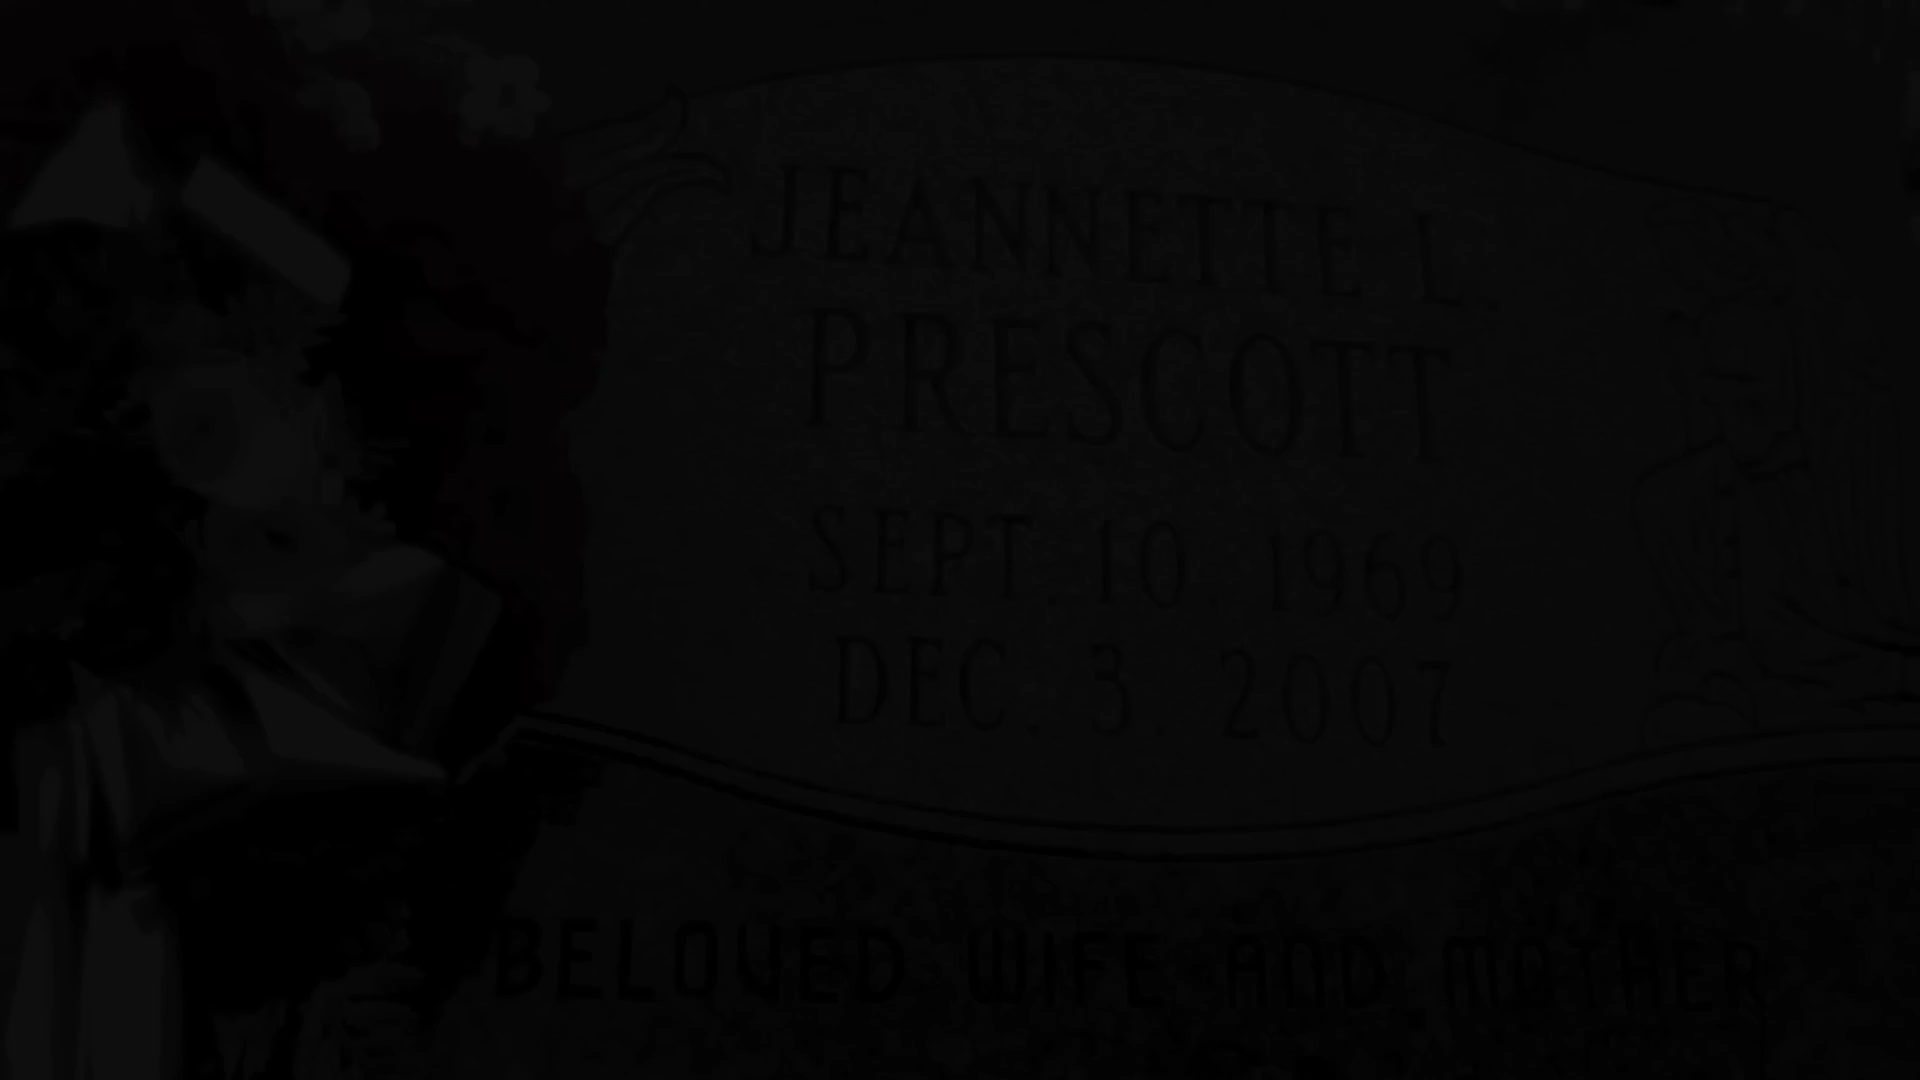 JEANNETTE L.
PRESCOTT
SEPT. 10. 1969
DEC. 3. 2007
BELOVED WIFE AND MOTHER